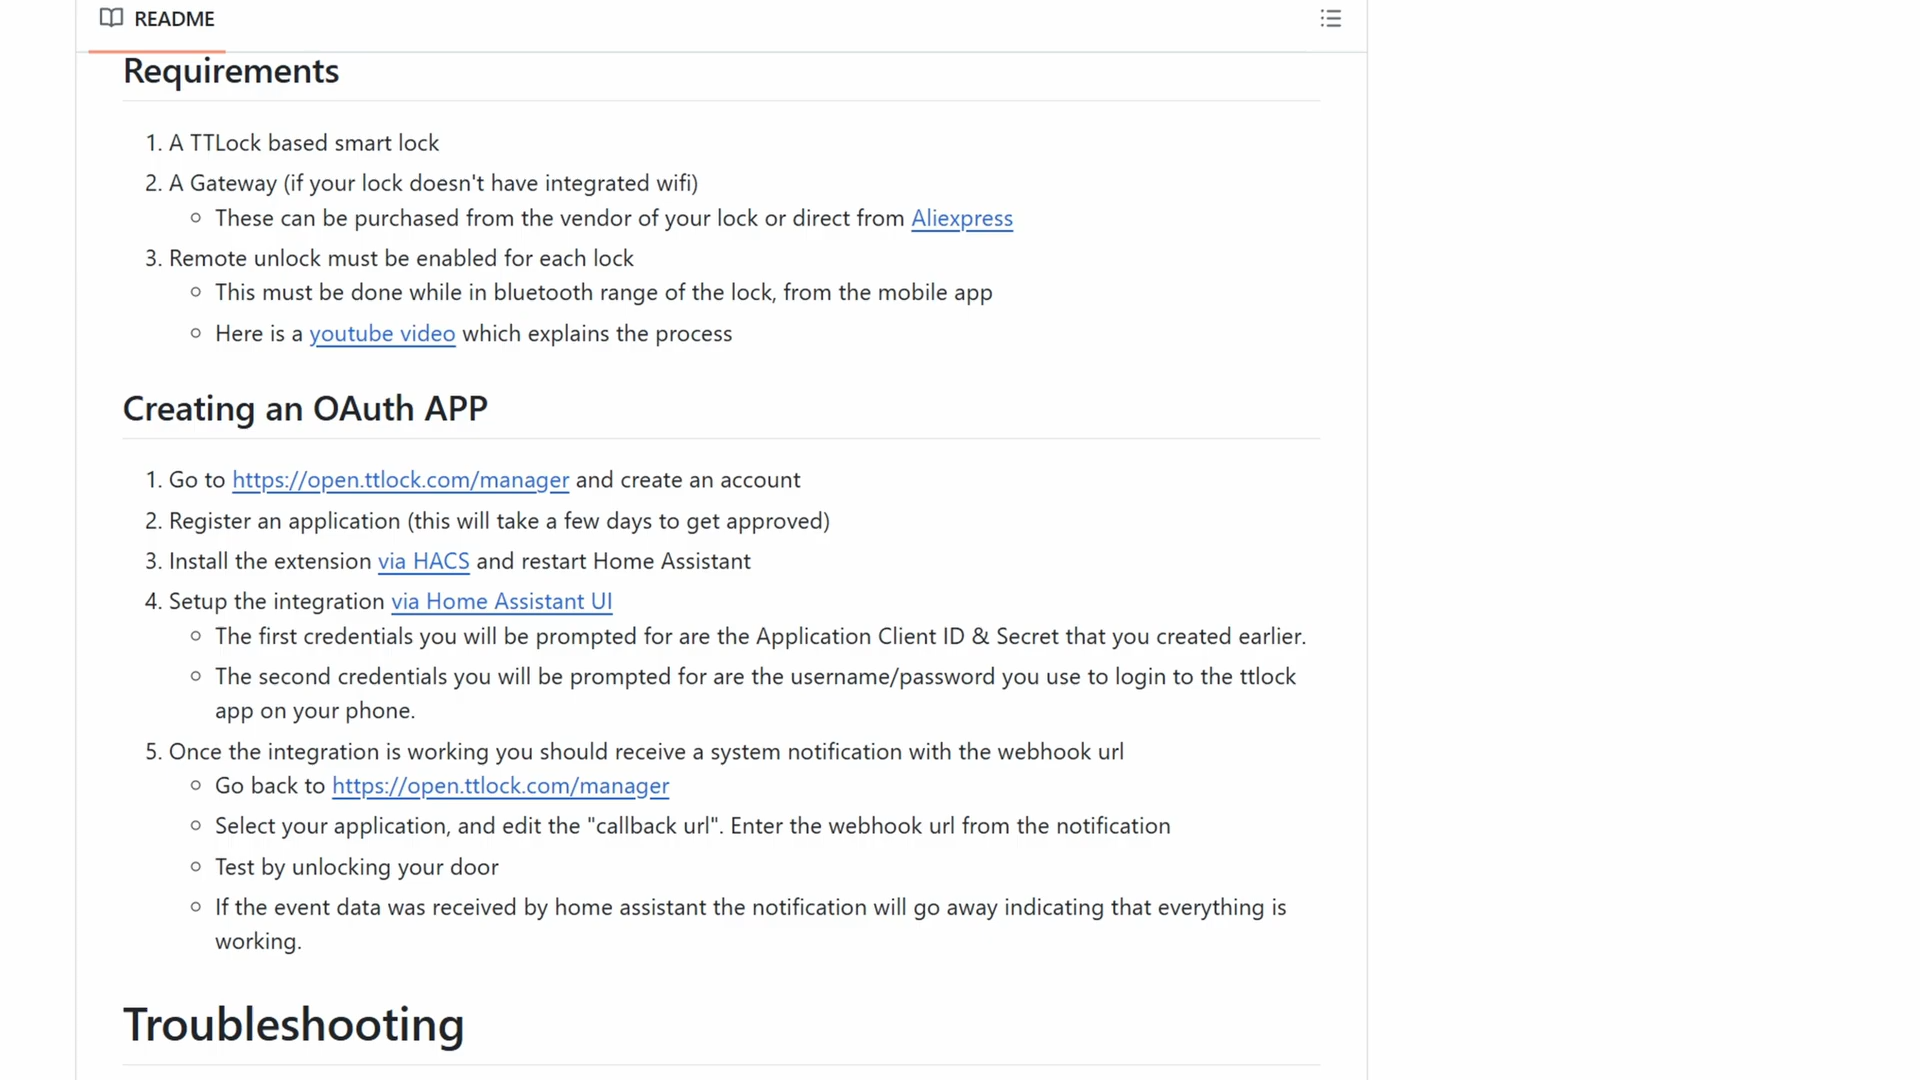 README
Requirements
1. A TTLock based smart lock
2. A Gateway (if your lock doesn't have integrated wifi)
These can be purchased from the vendor of your lock or direct from Aliexpress
3. Remote unlock must be enabled for each lock
This must be done while in bluetooth range of the lock, from the mobile app
Here is a youtube video which explains the process
Creating an OAuth APP
1. Go to https://open.ttlock.com/manager and create an account
2. Register an application (this will take a few days to get approved)
3. Install the extension via HACS and restart Home Assistant
4. Setup the integration via Home Assistant UI
The first credentials you will be prompted for are the Application Client ID & Secret that you created earlier.
The second credentials you will be prompted for are the username/password you use to login to the ttlock
app on your phone.
5. Once the integration is working you should receive a system notification with the webhook url
Go back to https://open.ttlock.com/manager
Select your application, and edit the "callback url". Enter the webhook url from the notification
Test by unlocking your door
If the event data was received by home assistant the notification will go away indicating that everything is
working.
Troubleshooting